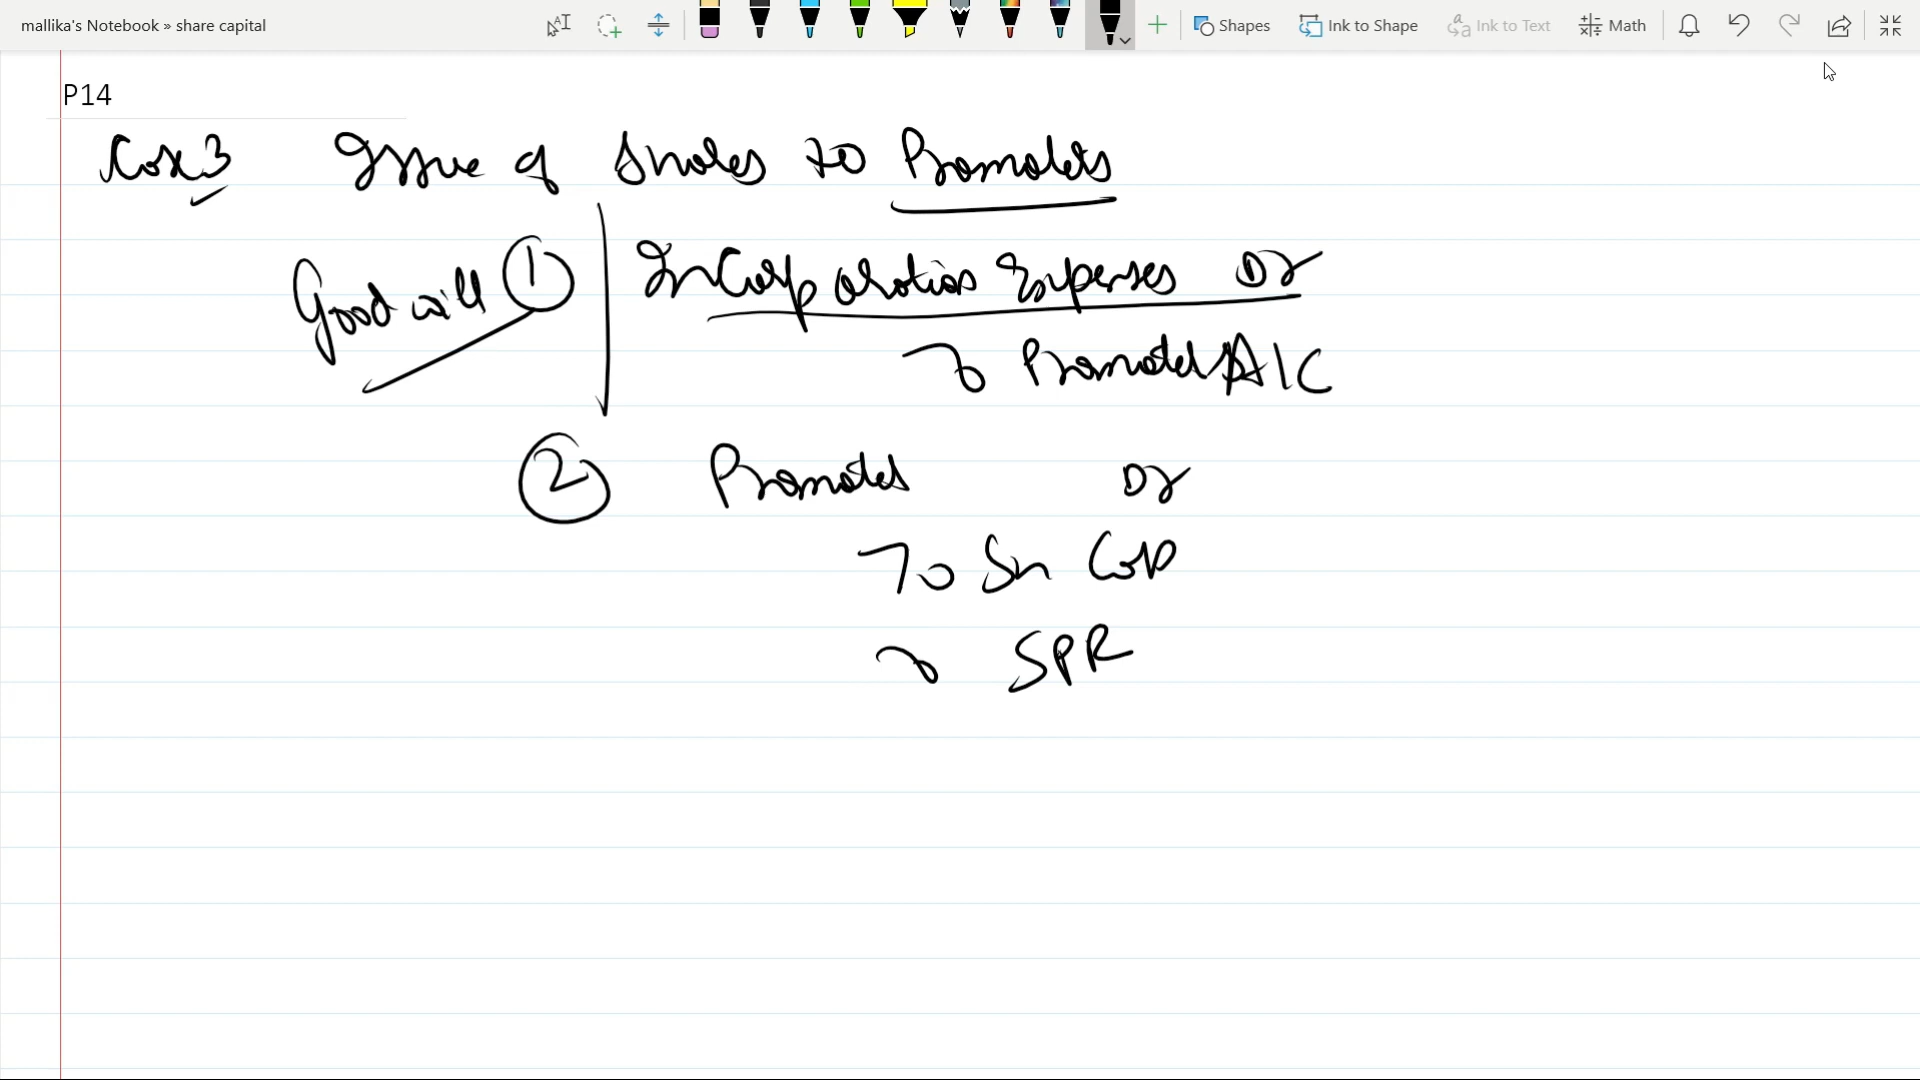 mallika's Notebook » share capital
Shapes
Ink to Shape
Ink to Text
Math
P14
Case 3 Issue of Shares to Promoters
Goodwill ① Incorporation Expenses Dr
To Promoters A/C
② Promoters Dr
To Sh Cap
To SPR